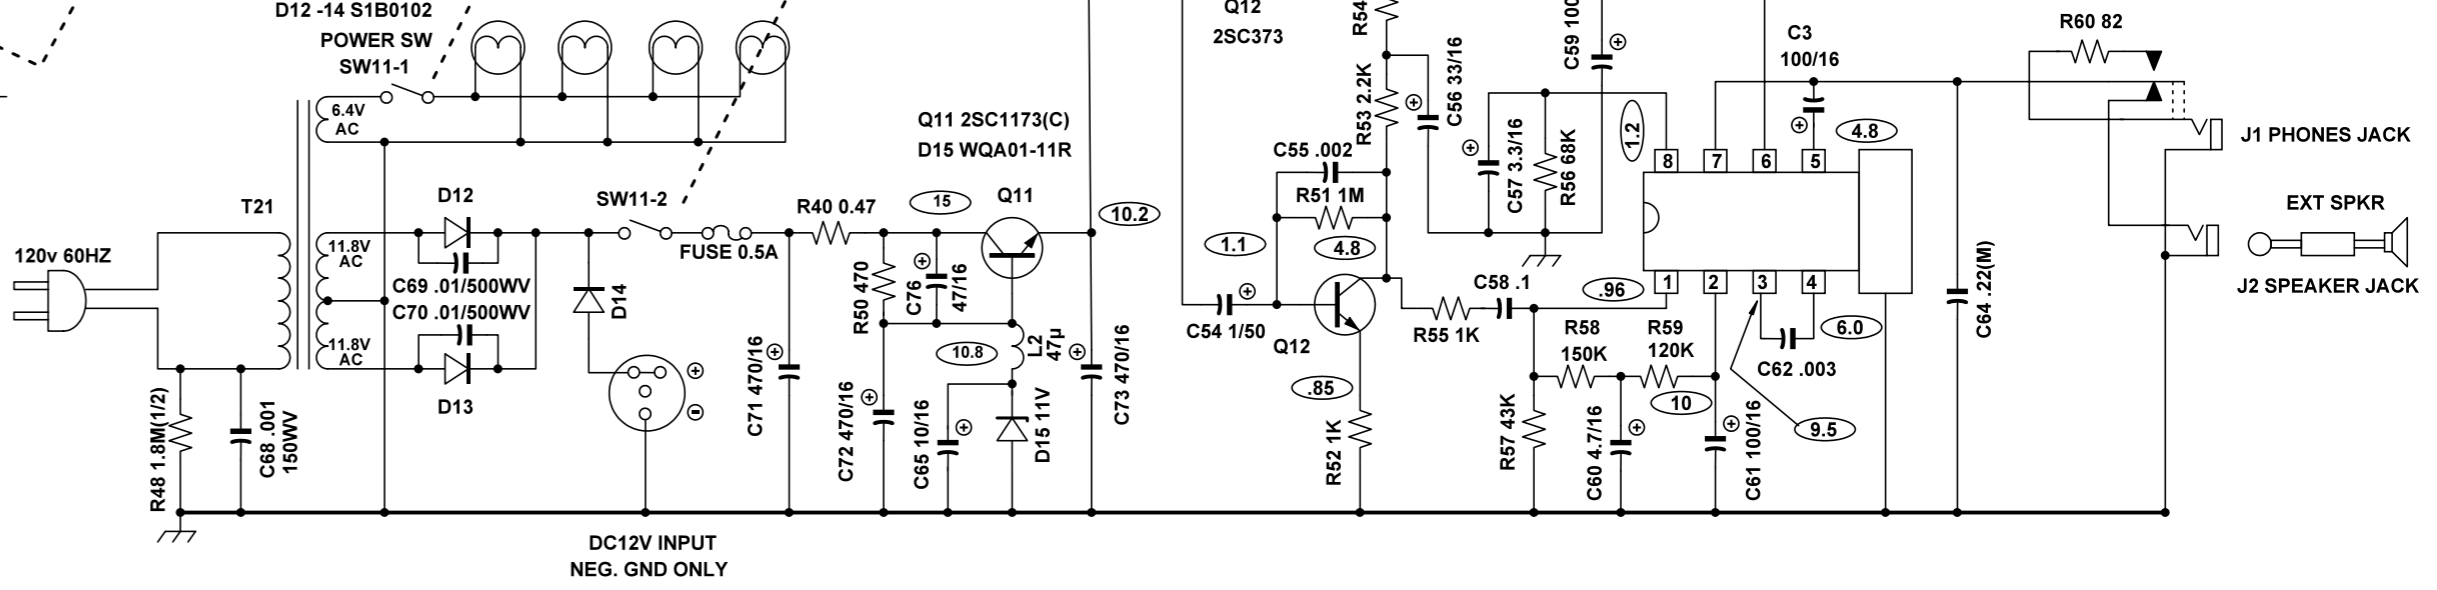 D12 -14 S1B0102
POWER SW
SW11-1
6.4V
AC
T21
120v 60HZ
11.8V
AC
11.8V
AC
D12
C69 .01/500WV
C70 .01/500WV
D13
R48 1.8M(1/2)
C68 .001
150WV
SW11-2
FUSE 0.5A
D14
DC12V INPUT
NEG. GND ONLY
R40 0.47
C71 470/16
Q11 2SC1173(C)
D15 WQA01-11R
15
Q11
10.2
R50 470
C76
47/16
10.8
L2
47µ
C72 470/16
C65 10/16
D15 11V
C73 470/16
Q12
2SC373
R54
R53 2.2K
C56 33/16
C55 .002
R51 1M
4.8
1.1
C54 1/50
Q12
.85
R52 1K
R55 1K
C58 .1
C59 100
C57 3.3/16
R56 68K
1.2
.96
R58
150K
R59
120K
10
R57 43K
C60 4.7/16
C61 100/16
8
7
6
5
1
2
3
4
C3
100/16
4.8
6.0
C62 .003
9.5
C64 .22(M)
R60 82
J1 PHONES JACK
EXT SPKR
J2 SPEAKER JACK